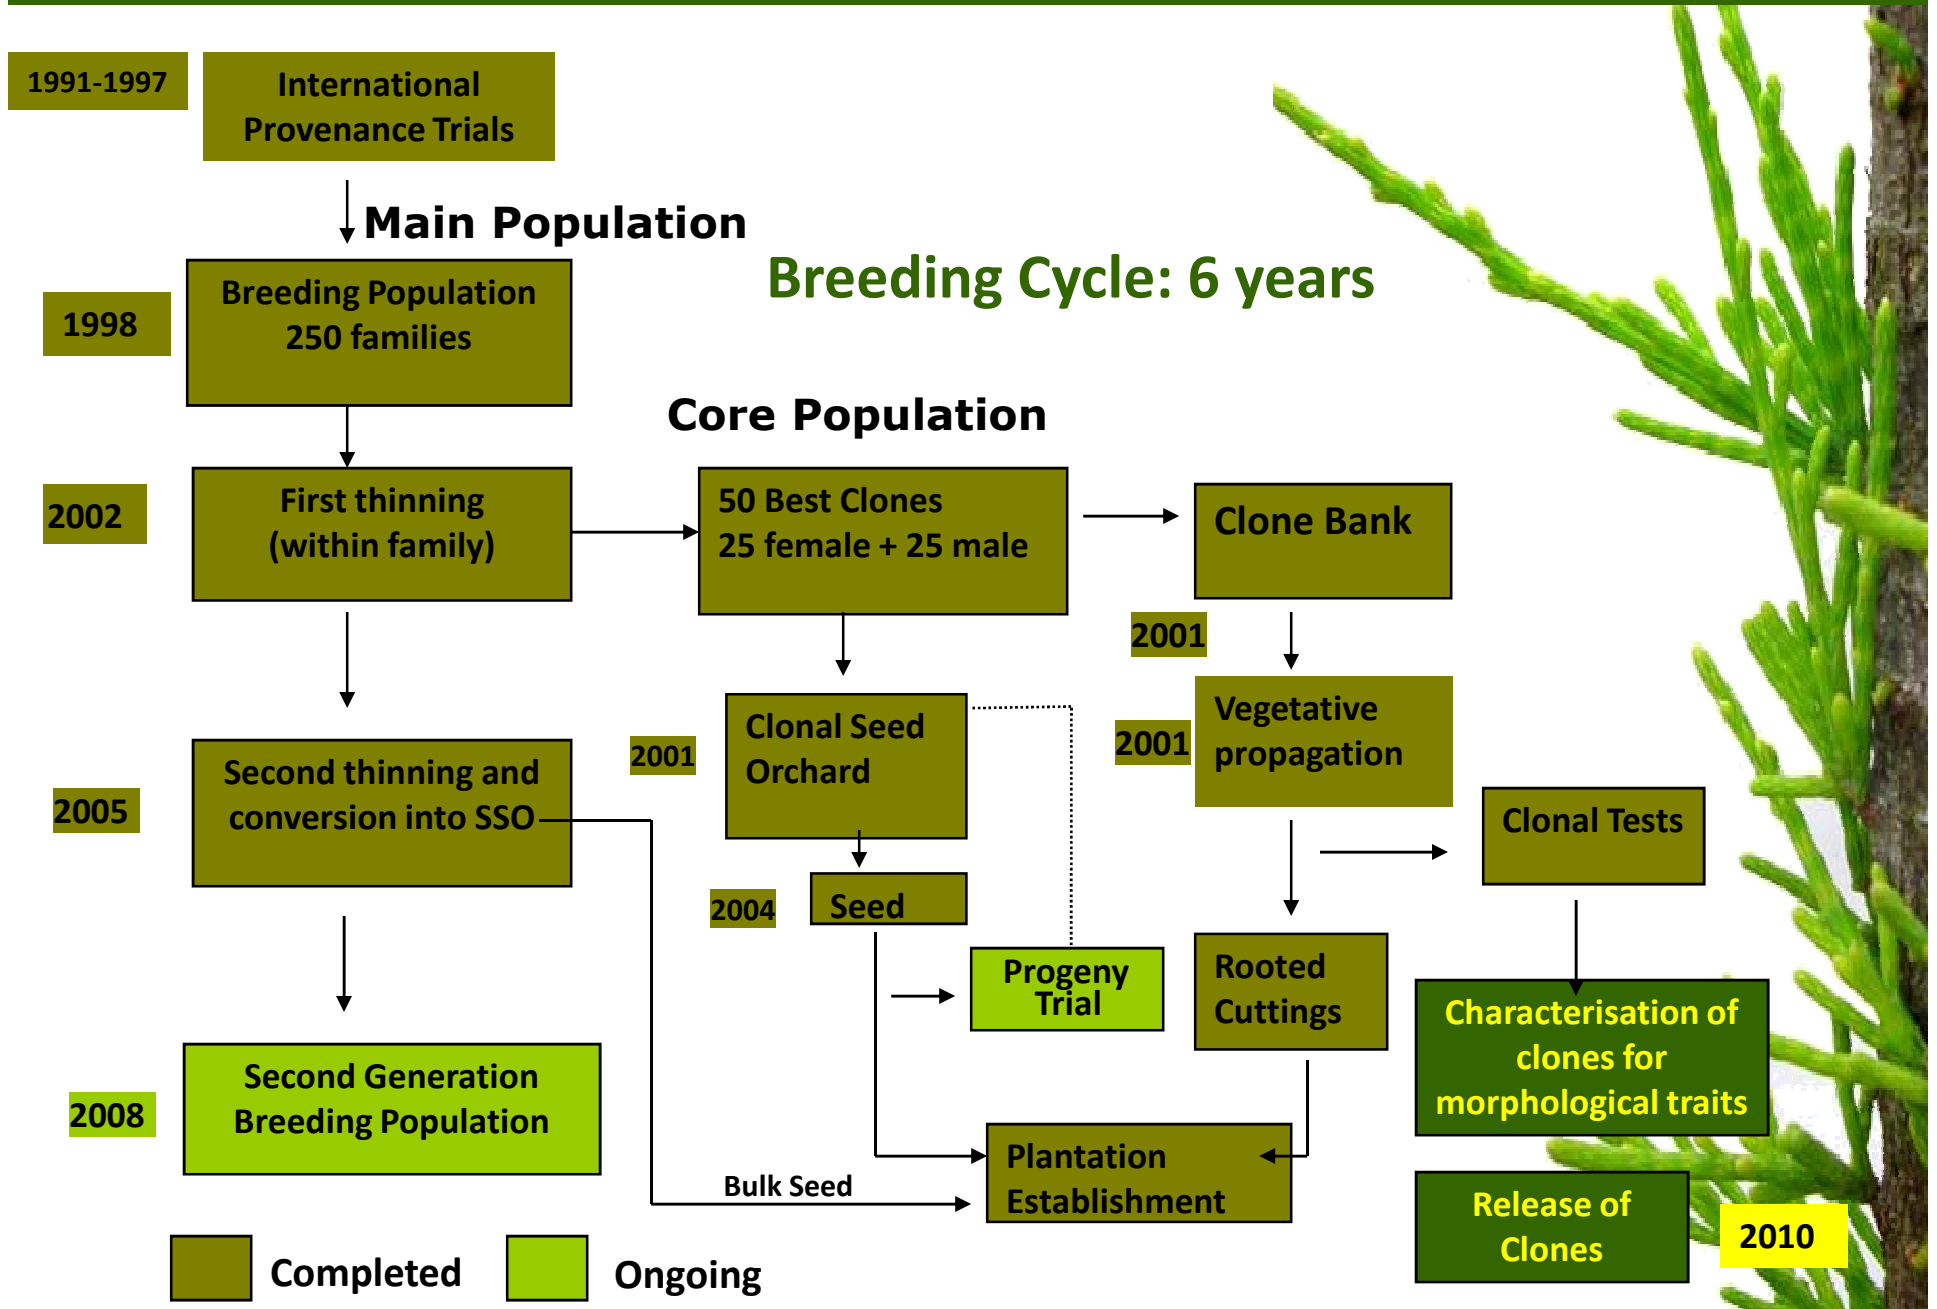 1991-1997
International
Provenance Trials
Main Population
Breeding Cycle: 6 years
1998
Breeding Population
250 families
Core Population
2002
First thinning
(within family)
50 Best Clones
25 female + 25 male
Clone Bank
2001
2001
Clonal Seed
Orchard
2001
Vegetative
propagation
2005
Second thinning and
conversion into SSO
Clonal Tests
2004
Seed
Progeny
Trial
Rooted
Cuttings
Characterisation of
clones for
morphological traits
2008
Second Generation
Breeding Population
Bulk Seed
Plantation
Establishment
Release of
Clones
2010
Completed
Ongoing